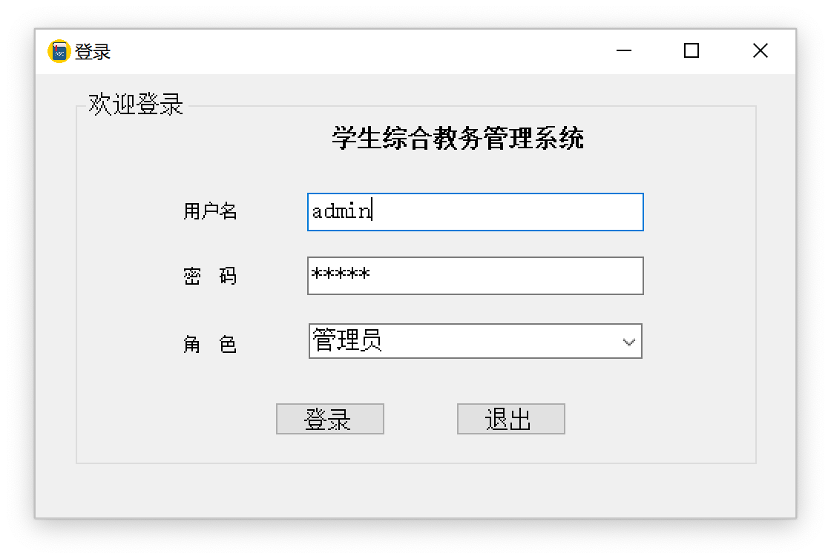 登录
欢迎登录
学生综合教务管理系统
用户名 admin
密 码 *****
角 色 管理员
登录 退出